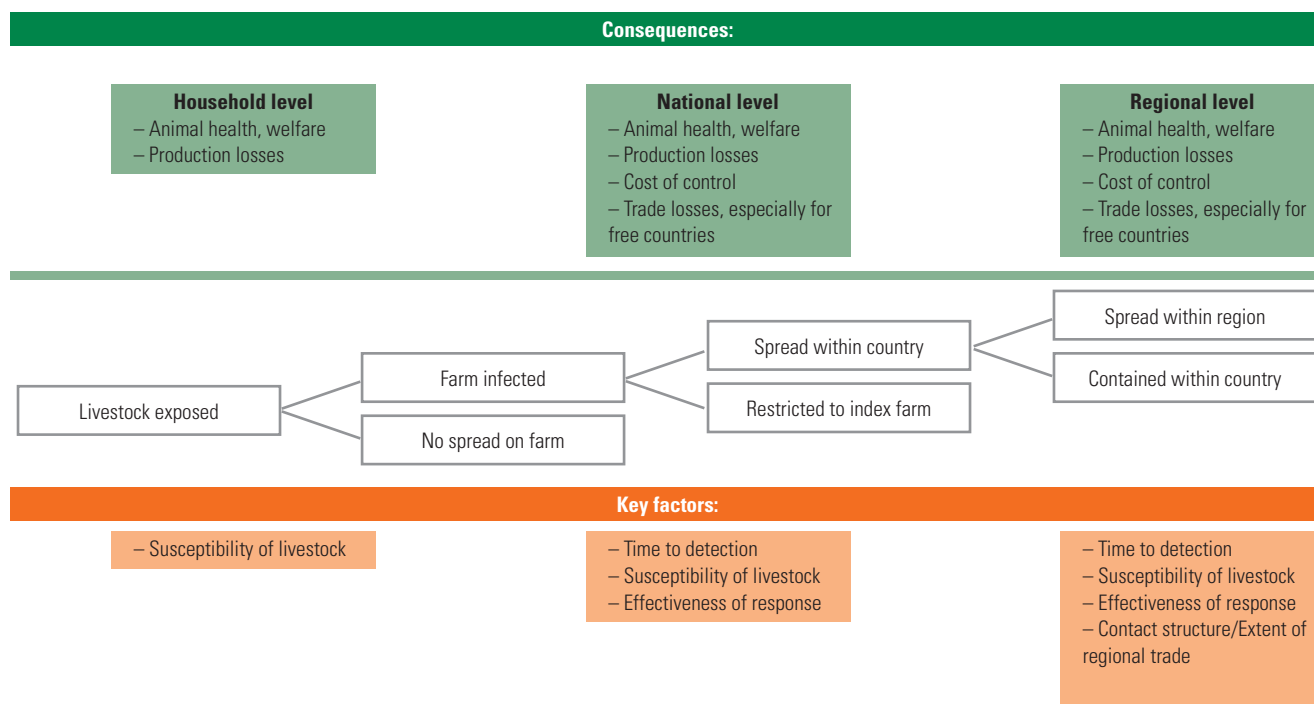 Consequences:
Household level
– Animal health, welfare
– Production losses
National level
– Animal health, welfare
– Production losses
– Cost of control
– Trade losses, especially for
free countries
Regional level
– Animal health, welfare
– Production losses
– Cost of control
– Trade losses, especially for
free countries
Livestock exposed
Farm infected
No spread on farm
Spread within country
Restricted to index farm
Spread within region
Contained within country
Key factors:
– Susceptibility of livestock
– Time to detection
– Susceptibility of livestock
– Effectiveness of response
– Time to detection
– Susceptibility of livestock
– Effectiveness of response
– Contact structure/Extent of
regional trade